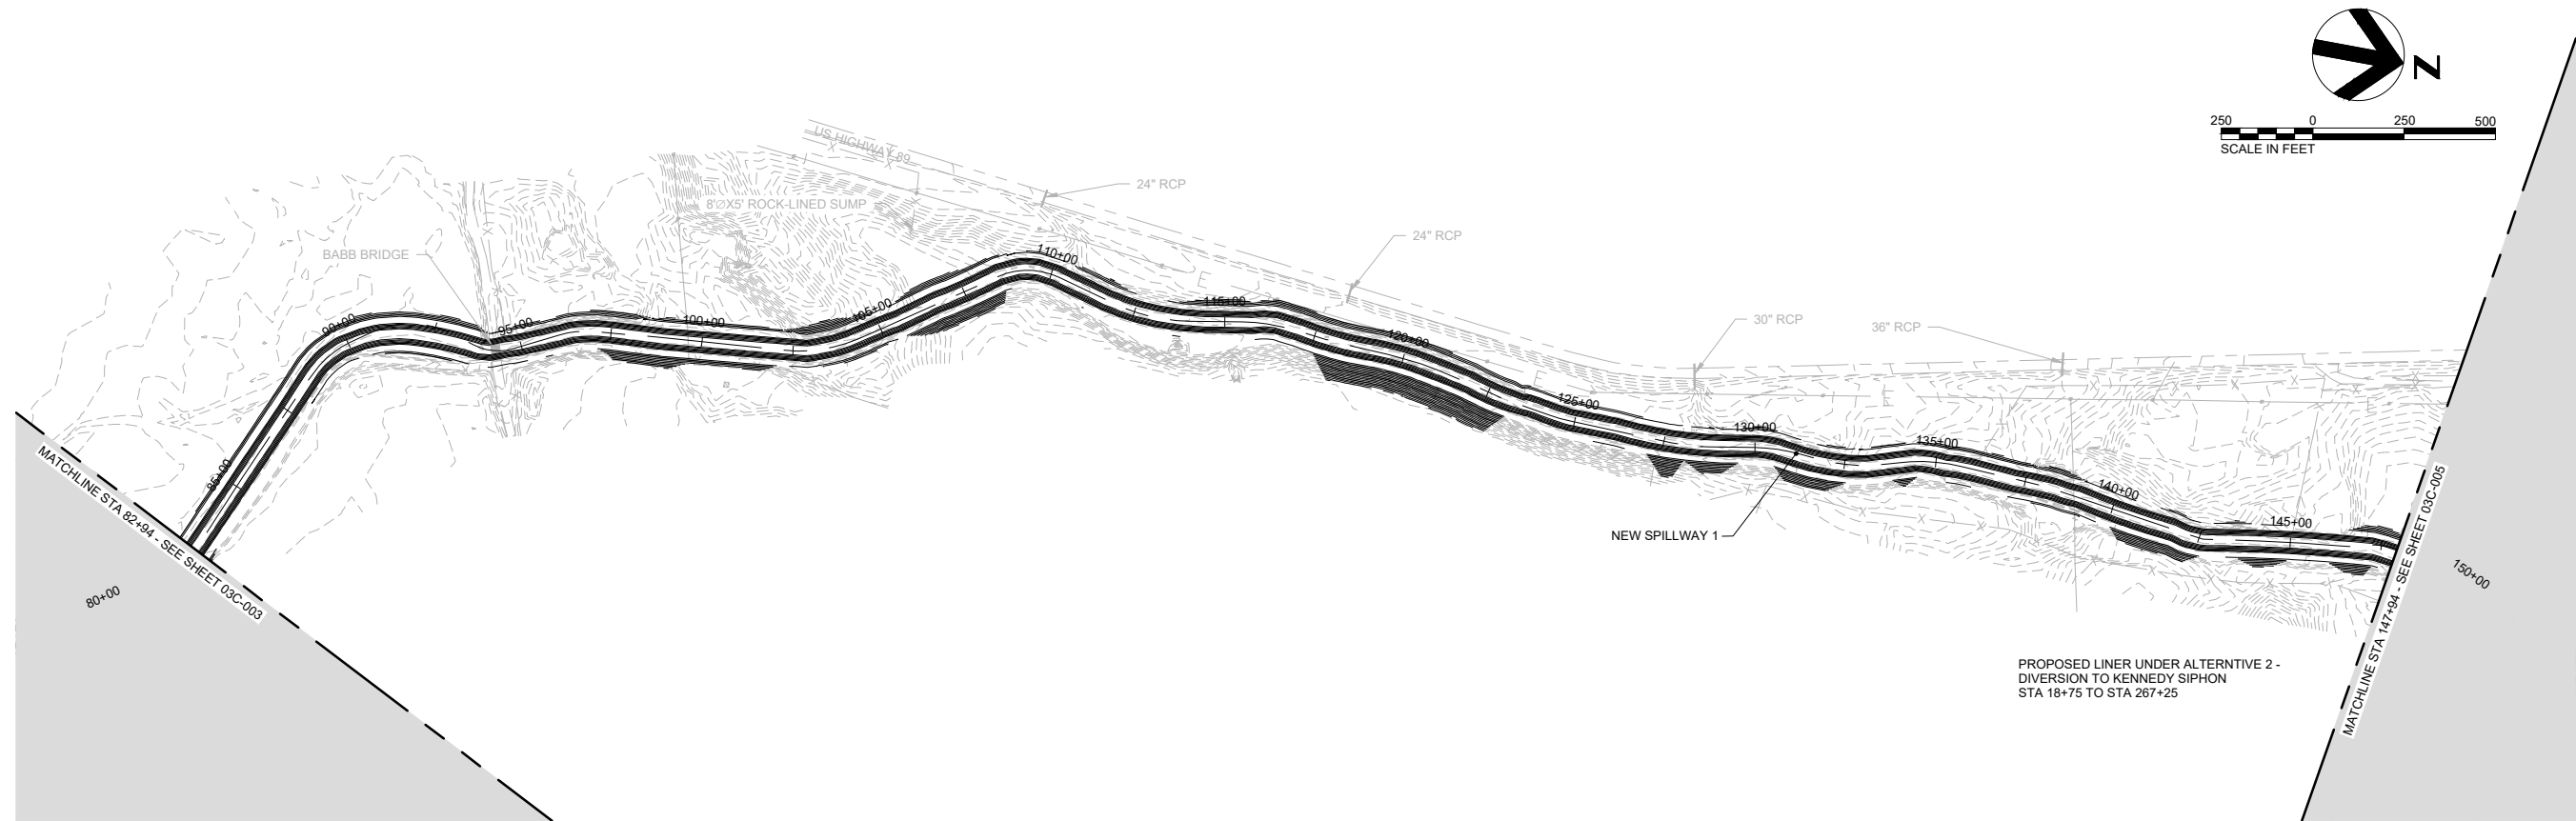 N
250 0 250 500
SCALE IN FEET
US HIGHWAY 89
24" RCP
8'∅X5' ROCK-LINED SUMP
24" RCP
BABB BRIDGE
30" RCP
36" RCP
80+00
85+00
90+00
95+00
100+00
105+00
110+00
115+00
120+00
125+00
130+00
135+00
140+00
145+00
150+00
NEW SPILLWAY 1
MATCHLINE STA 82+94 - SEE SHEET 03C-003
MATCHLINE STA 147+94 - SEE SHEET 03C-005
PROPOSED LINER UNDER ALTERNTIVE 2 -
DIVERSION TO KENNEDY SIPHON
STA 18+75 TO STA 267+25